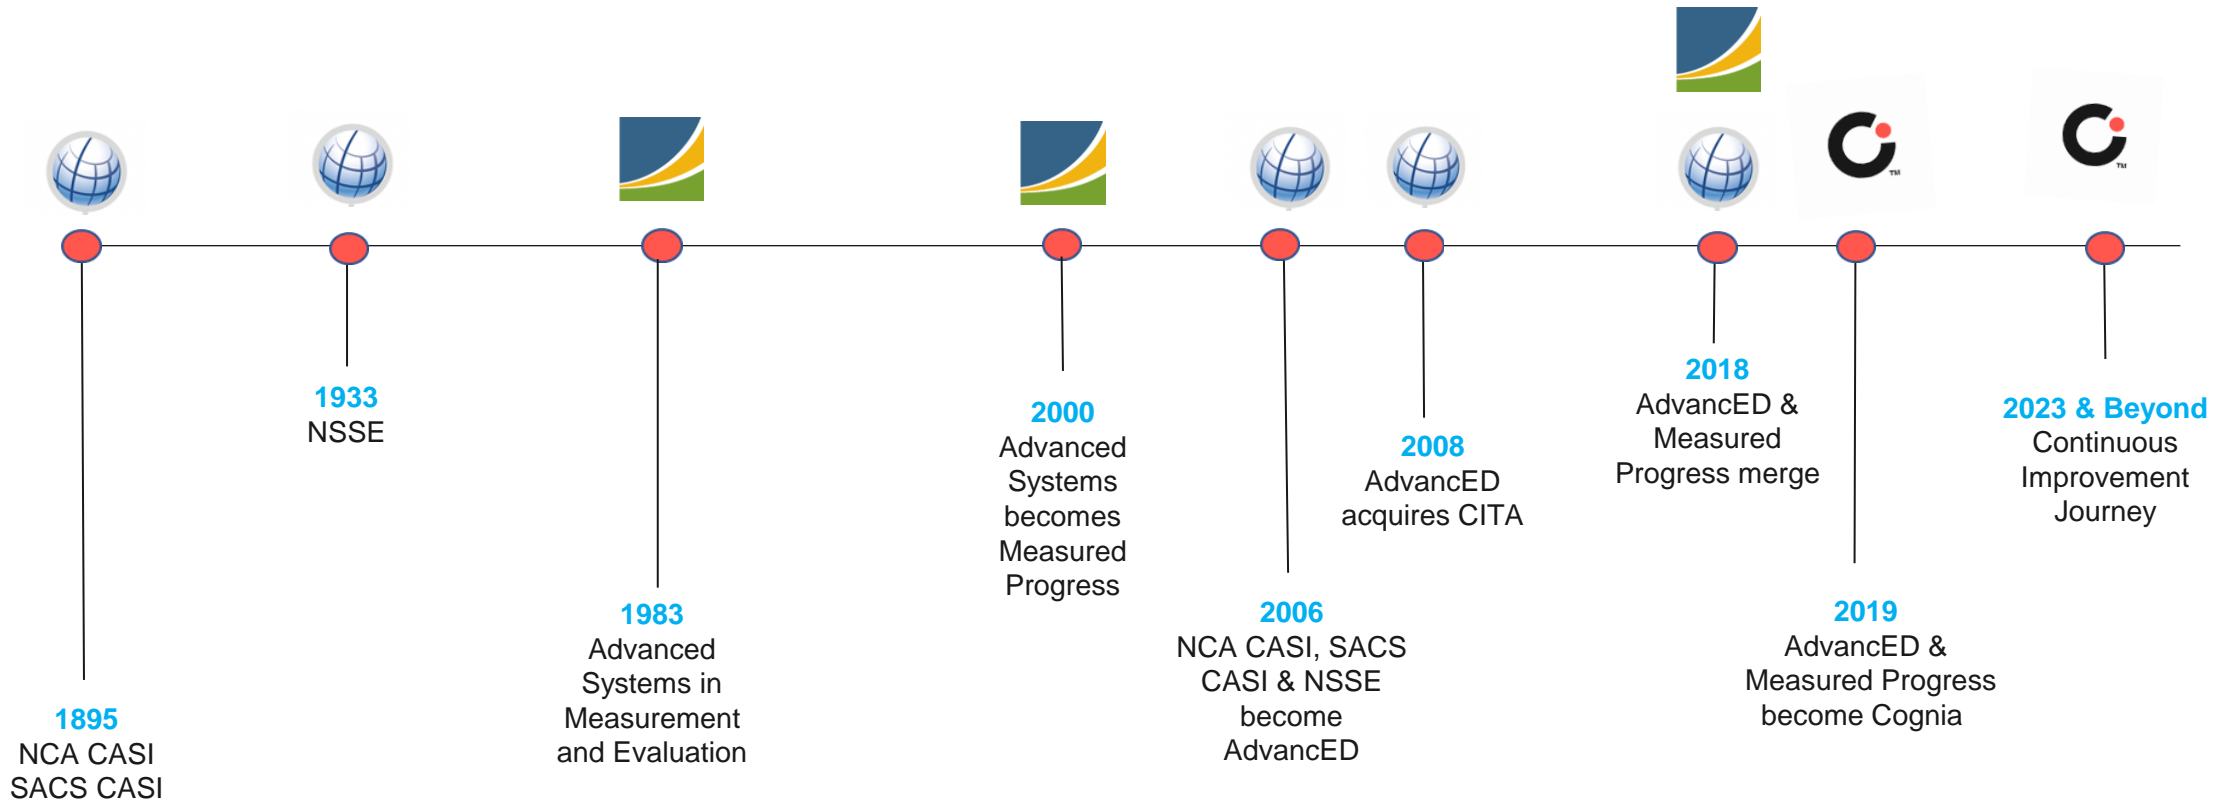 1895
NCA CASI
SACS CASI
1933
NSSE
1983
Advanced
Systems in
Measurement
and Evaluation
2000
Advanced
Systems
becomes
Measured
Progress
2006
NCA CASI, SACS
CASI & NSSE
become
AdvancED
2008
AdvancED
acquires CITA
2018
AdvancED &
Measured
Progress merge
TM
2019
AdvancED &
Measured Progress
become Cognia
TM
2023 & Beyond
Continuous
Improvement
Journey